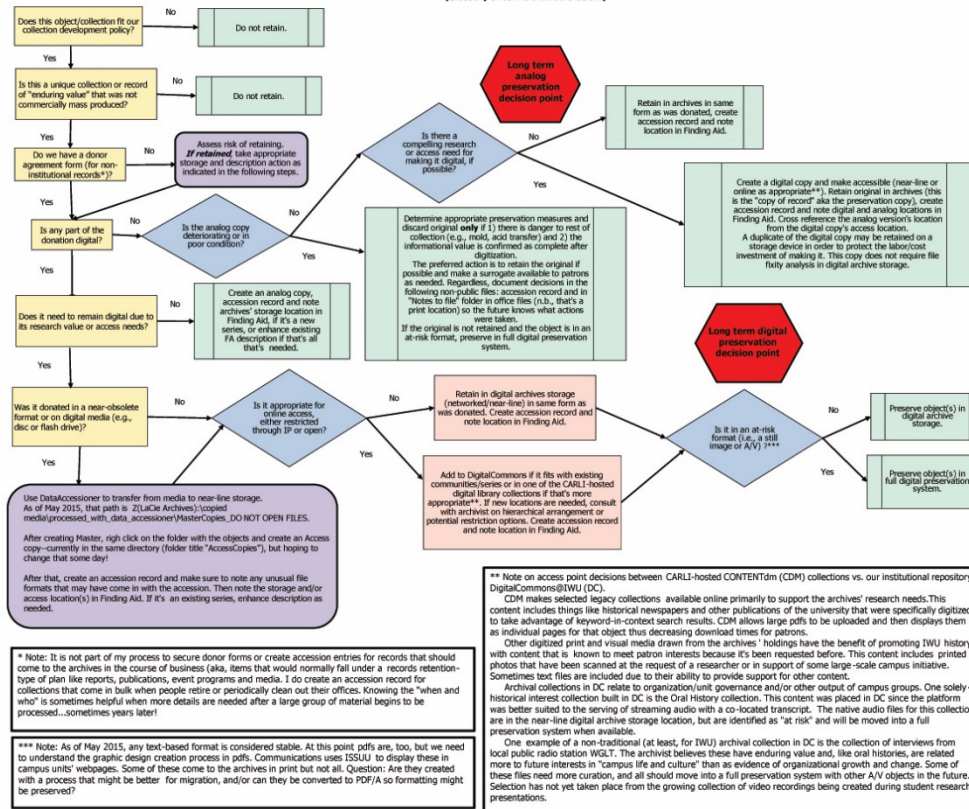 Does this object/collection fit our
collection development policy?
No
Do not retain.
Yes
Is this a unique collection or record
of "enduring value" that was not
commercially mass produced?
No
Do not retain.
Yes
Do we have a donor
agreement form (for non-
institutional records*)?
No
Assess risk of retaining.
If retained, take appropriate
storage and description action as
indicated in the following steps.
Yes
Is any part of the
donation digital?
No
Is the analog copy
deteriorating or in
poor condition?
No
Yes
Is there a
compelling research
or access need for
making it digital, if
possible?
Long term
analog
preservation
decision point
No
Retain in archives in same
form as was donated, create
accession record and note
location in Finding Aid.
Yes
Create a digital copy and make accessible (near-line or
online as appropriate**). Retain original in archives (this
is the "copy of record" aka the preservation copy), create
accession record and note digital and analog locations in
Finding Aid. Cross reference the analog version's location
from the digital copy's access location.
A duplicate of the digital copy may be retained on a
storage device in order to protect the labor/cost
investment of making it. This copy does not require file
fixity analysis in digital archive storage.
Determine appropriate preservation measures and
discard original only if 1) there is danger to rest of
collection (e.g., mold, acid transfer) and 2) the
informational value is confirmed as complete after
digitization.
The preferred action is to retain the original if
possible and make a surrogate available to patrons
as needed. Regardless, document decisions in the
following non-public files: accession record and in
"Notes to file" folder in office files (n.b., that's a
print location) so the future knows what actions
were taken.
If the original is not retained and the object is in an
at-risk format, preserve in full digital preservation
system.
Yes
Does it need to remain digital due to
its research value or access needs?
No
Create an analog copy,
accession record and note
archives' storage location in
Finding Aid, if it's a new
series, or enhance existing
FA description if that's all
that's needed.
Yes
Was it donated in a near-obsolete
format or on digital media (e.g.,
disc or flash drive)?
No
Is it appropriate for
online access,
either restricted
through IP or open?
No
Yes
Retain in digital archives storage
(networked/near-line) in same form as
was donated. Create accession record and
note location in Finding Aid.
Add to DigitalCommons if it fits with existing
communities/series or in one of the CARLI-hosted
digital library collections if that's more
appropriate**. If new locations are needed, consult
with archivist on hierarchical arrangement or
potential restriction options. Create accession record
and note location in Finding Aid.
Long term digital
preservation
decision point
Is it in an at-risk
format (i.e., a still
image or A/V) ?***
No
Preserve object(s) in
digital archive
storage.
Yes
Preserve object(s) in
full digital preservation
system.
Yes
Use DataAccessioner to transfer from media to near-line storage.
As of May 2015, that path is Z(LaCie Archives):\copied
media\processed_with_data_accessioner\MasterCopies_DO NOT OPEN FILES.
After creating Master, righ click on the folder with the objects and create an Access
copy--currently in the same directory (folder title "AccessCopies"), but hoping to
change that some day!
After that, create an accession record and make sure to note any unusual file
formats that may have come in with the accession. Then note the storage and/or
access location(s) in Finding Aid. If it's an existing series, enhance description as
needed.
* Note: It is not part of my process to secure donor forms or create accession entries for records that should
come to the archives in the course of business (aka, items that would normally fall under a records retention-
type of plan like reports, publications, event programs and media. I do create an accession record for
collections that come in bulk when people retire or periodically clean out their offices. Knowing the "when and
who" is sometimes helpful when more details are needed after a large group of material begins to be
processed...sometimes years later!
*** Note: As of May 2015, any text-based format is considered stable. At this point pdfs are, too, but we need
to understand the graphic design creation process in pdfs. Communications uses ISSUU to display these in
campus units' webpages. Some of these come to the archives in print but not all. Question: Are they created
with a process that might be better for migration, and/or can they be converted to PDF/A so formatting might
be preserved?
** Note on access point decisions between CARLI-hosted CONTENTdm (CDM) collections vs. our institutional repository
DigitalCommons@IWU (DC).
CDM makes selected legacy collections available online primarily to support the archives' research needs.This
content includes things like historical newspapers and other publications of the university that were specifically digitized
to take advantage of keyword-in-context search results. CDM allows large pdfs to be uploaded and then displays them
as individual pages for that object thus decreasing download times for patrons.
Other digitized print and visual media drawn from the archives ' holdings have the benefit of promoting IWU history
with content that is known to meet patron interests because it's been requested before. This content includes printed
photos that have been scanned at the request of a researcher or in support of some large -scale campus initiative.
Sometimes text files are included due to their ability to provide support for other content.
Archival collections in DC relate to organization/unit governance and/or other output of campus groups. One solely-
historical interest collection built in DC is the Oral History collection. This content was placed in DC since the platform
was better suited to the serving of streaming audio with a co-located transcript. The native audio files for this collection
are in the near-line digital archive storage location, but are identified as "at risk" and will be moved into a full
preservation system when available.
One example of a non-traditional (at least, for IWU) archival collection in DC is the collection of interviews from
local public radio station WGLT. The archivist believes these have enduring value and, like oral histories, are related
more to future interests in "campus life and culture" than as evidence of organizational growth and change. Some of
these files need more curation, and all should move into a full preservation system with other A/V objects in the future.
Selection has not yet taken place from the growing collection of video recordings being created during student research
presentations.